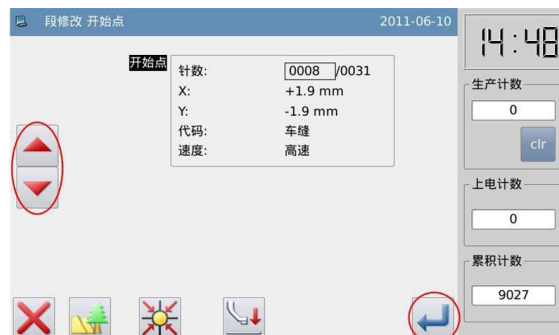 段修改 开始点 2011-06-10
14:48
开始点
针数: 0008 /0031
X: +1.9 mm
Y: -1.9 mm
代码: 车缝
速度: 高速
生产计数
0
clr
上电计数
0
累积计数
9027